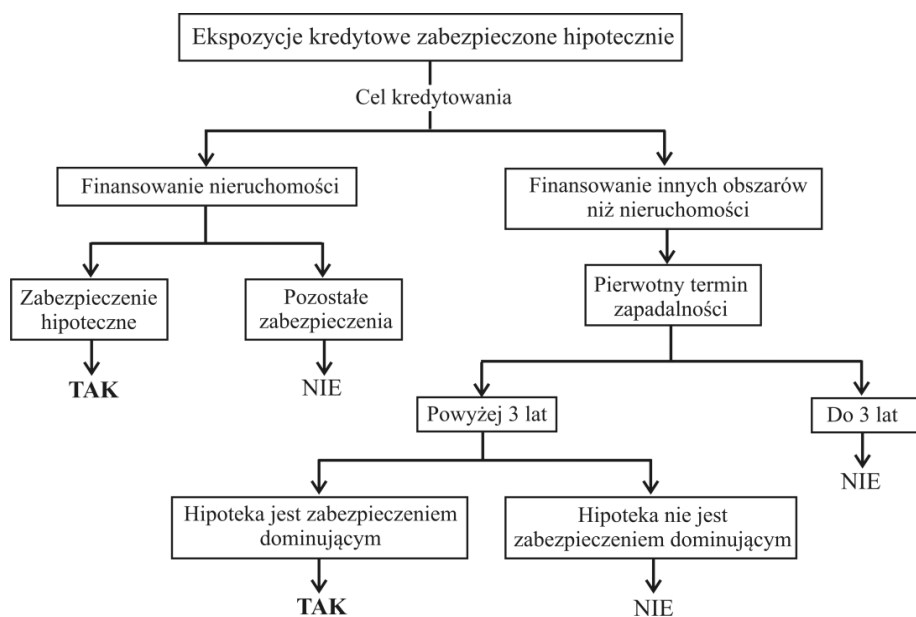 Ekspozycje kredytowe zabezpieczone hipotecznie
Cel kredytowania
Finansowanie nieruchomości
Finansowanie innych obszarów
niż nieruchomości
Zabezpieczenie
hipoteczne
Pozostałe
zabezpieczenia
Pierwotny termin
zapadalności
TAK
NIE
Powyżej 3 lat
Do 3 lat
NIE
Hipoteka jest zabezpieczeniem
dominującym
Hipoteka nie jest
zabezpieczeniem dominującym
TAK
NIE